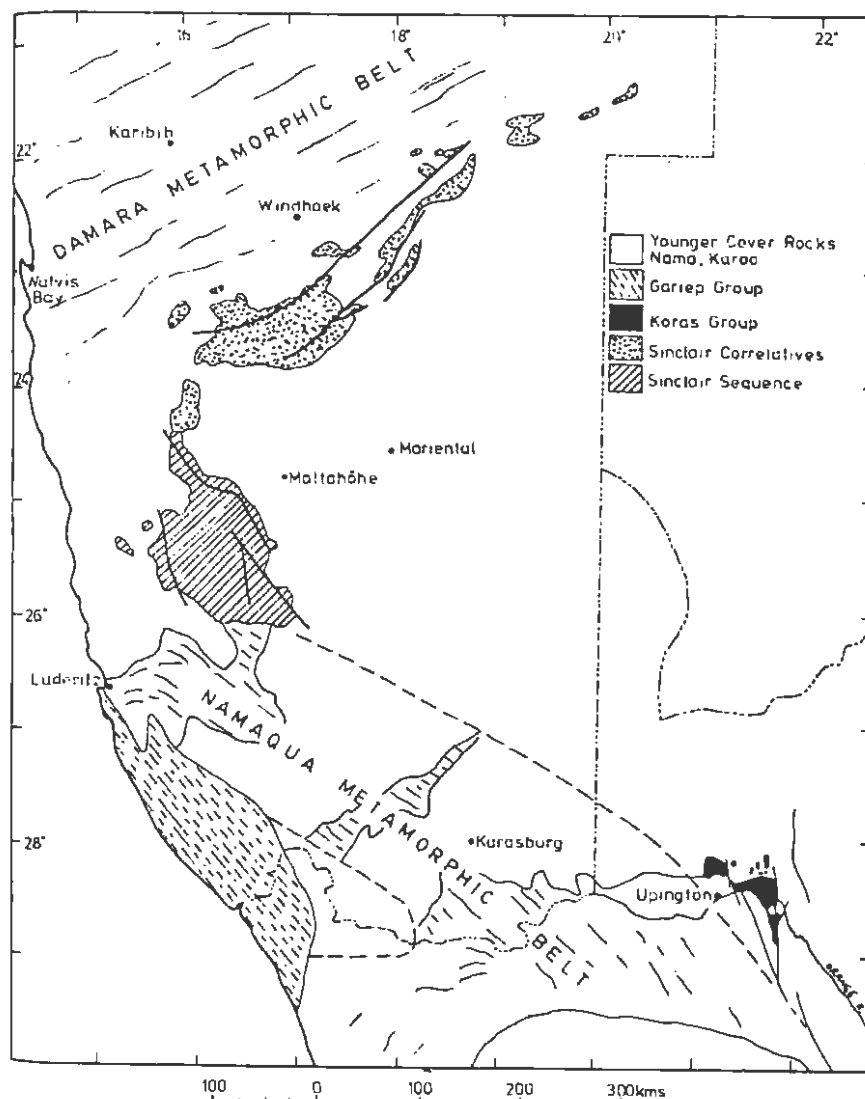 16 18° 20° 22°
DAMARA METAMORPHIC BELT
Karibib
22°
Windhoek
Walvis
Bay
Younger Cover Rocks
Nama, Karoo
Gariep Group
Koras Group
Sinclair Correlatives
Sinclair Sequence
24°
Mariental
Maltahöhe
26°
Luderitz
NAMAQUA METAMORPHIC BELT
28°
Karasburg
Upington
ORANGE R.
100 0 100 200 300kms